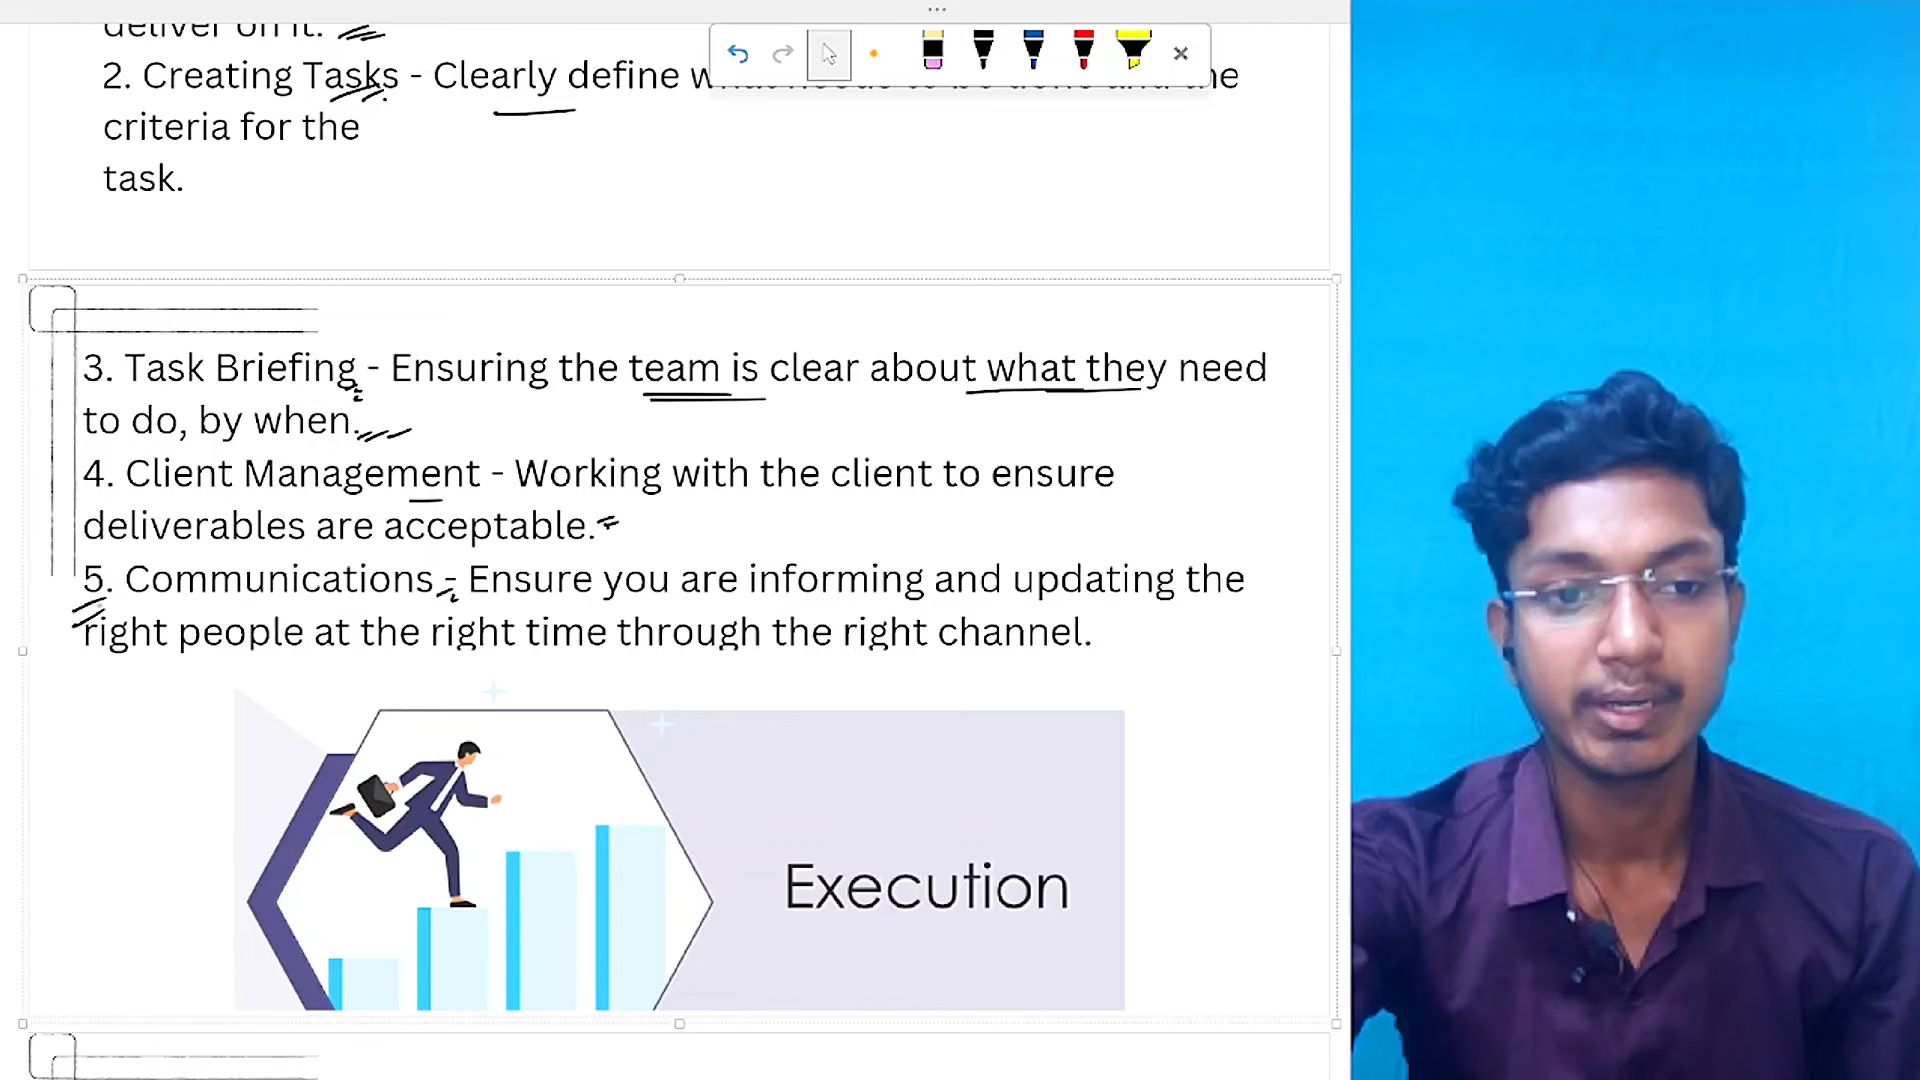 deliver on it.
2. Creating Tasks - Clearly define
criteria for the
task.
3. Task Briefing - Ensuring the team is clear about what they need
to do, by when.
4. Client Management - Working with the client to ensure
deliverables are acceptable.
5. Communications - Ensure you are informing and updating the
right people at the right time through the right channel.
Execution